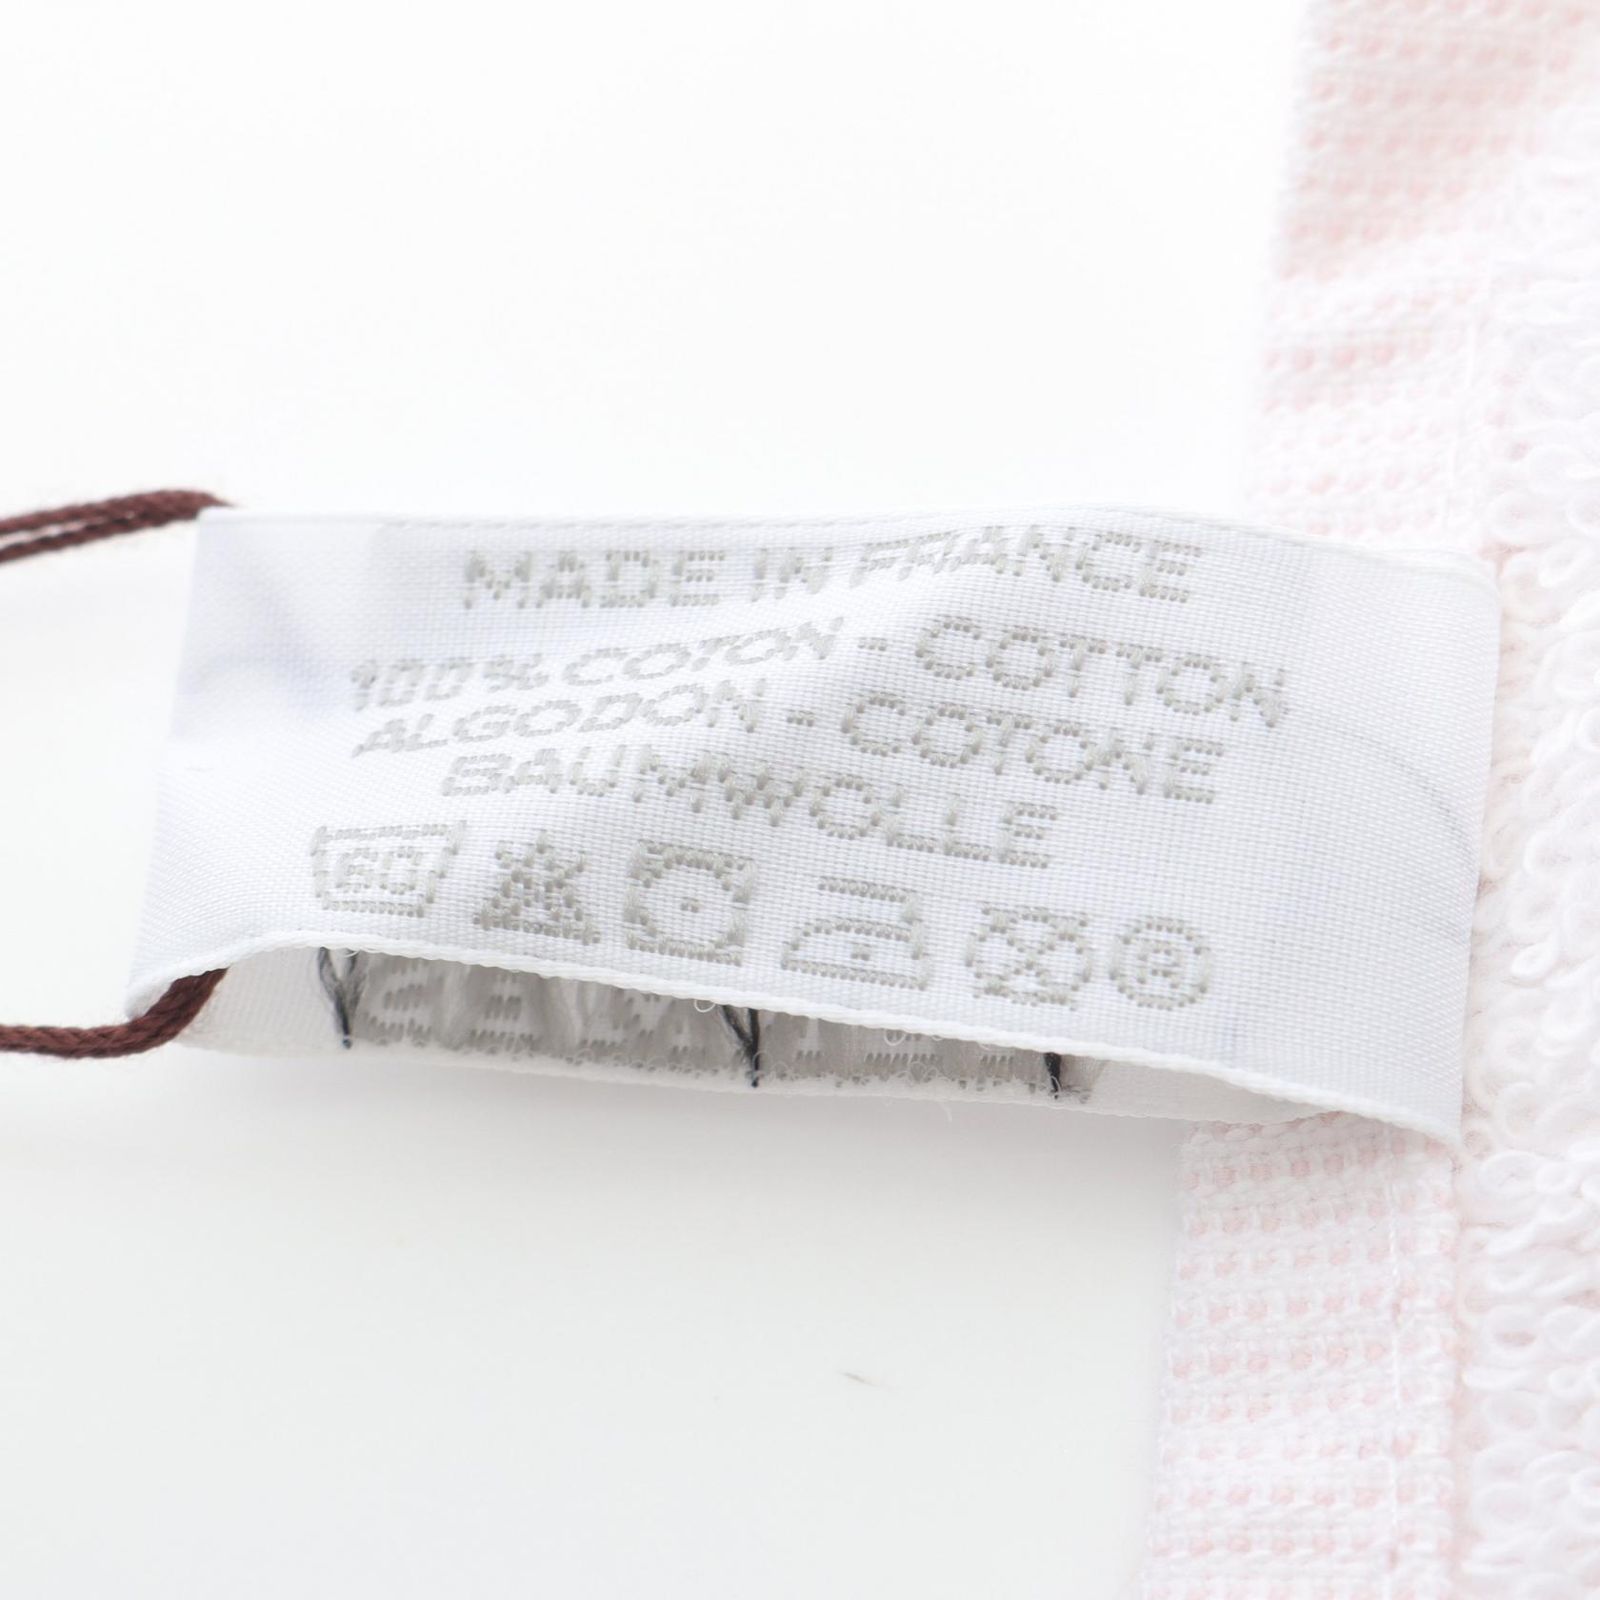 MADE IN FRANCE
100% COTON - COTTON
ALGODON - COTONE
BAUMWOLLE
60